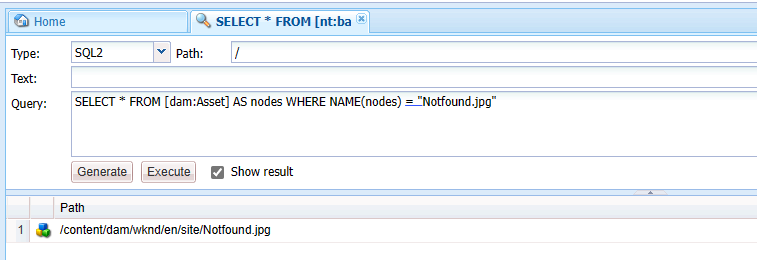 Home
SELECT * FROM [nt:ba
Type:
SQL2
Path:
/
Text:
Query:
SELECT * FROM [dam:Asset] AS nodes WHERE NAME(nodes) = "Notfound.jpg"
Generate
Execute
Show result
Path
1
/content/dam/wknd/en/site/Notfound.jpg